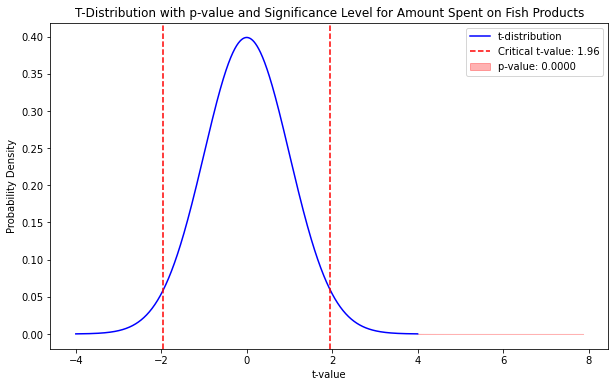 T-Distribution with p-value and Significance Level for Amount Spent on Fish Products
t-distribution
Critical t-value: 1.96
p-value: 0.0000
Probability Density
0.40
0.35
0.30
0.25
0.20
0.15
0.10
0.05
0.00
−4 −2 0 2 4 6 8
t-value